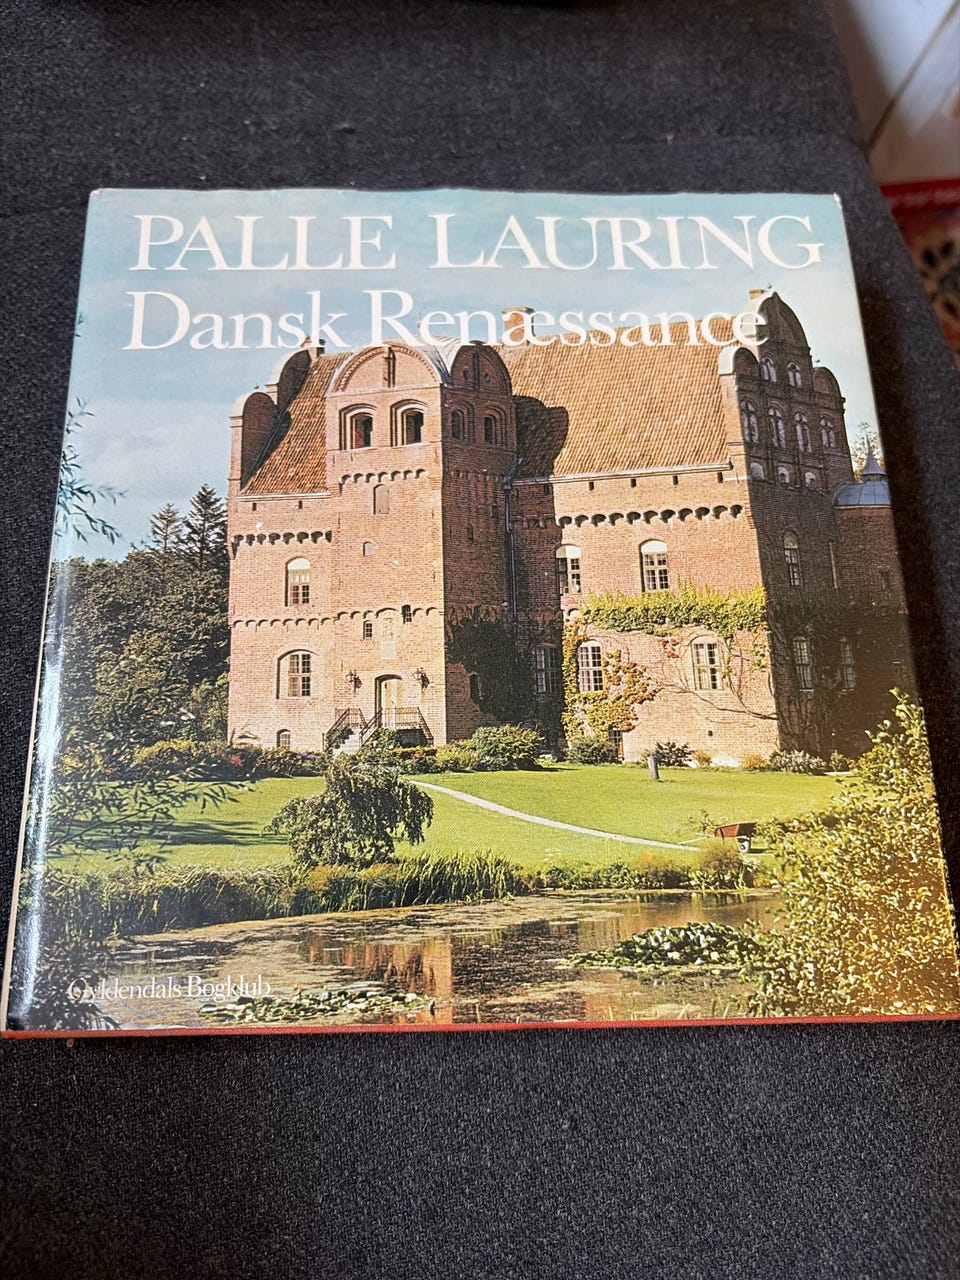 PALLE LAURING
Dansk Renæssance
Gyldendals Bogklub